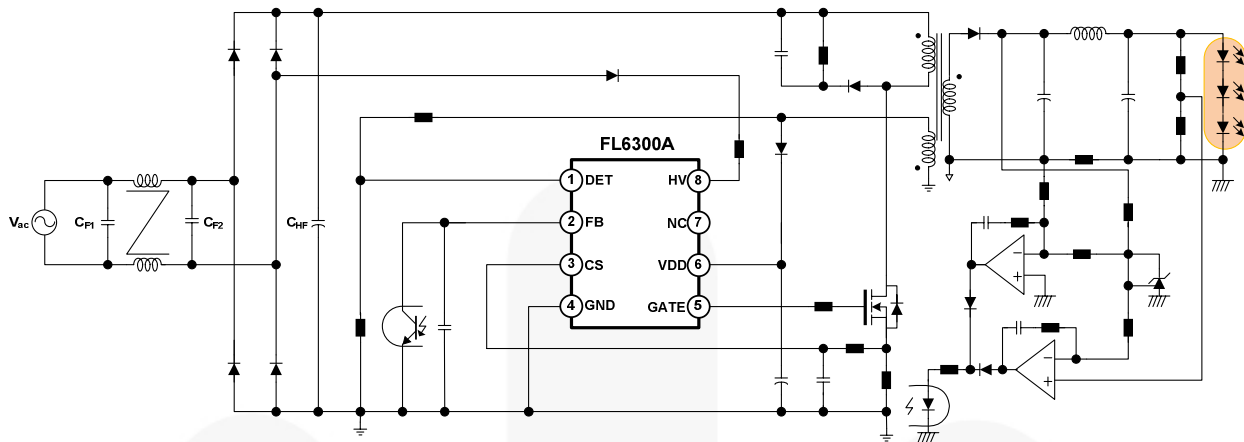 FL6300A
1 DET
2 FB
3 CS
4 GND
HV 8
NC 7
VDD 6
GATE 5
Vac
CF1
CF2
CHF
− +
− +